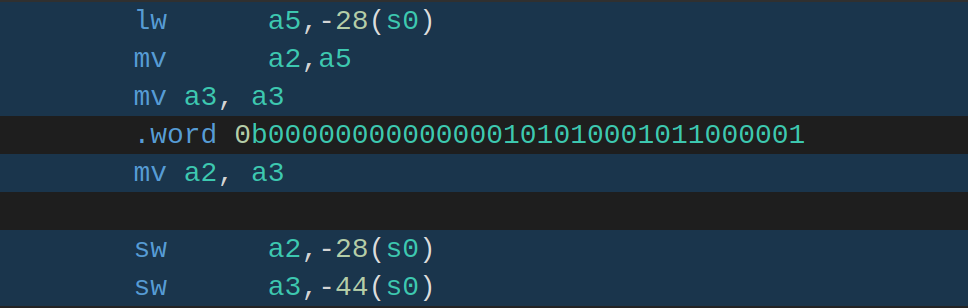 lw a5,-28(s0)
mv a2,a5
mv a3, a3
.word 0b00000000000000101010001011000001
mv a2, a3
sw a2,-28(s0)
sw a3,-44(s0)